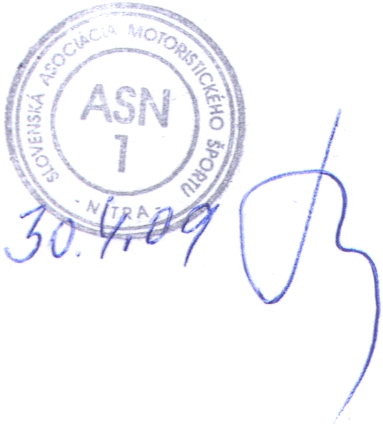 SLOVENSKÁ ASOCIÁCIA MOTORISTICKÉHO ŠPORTU
ASN
1
- NITRA -
30.4.09